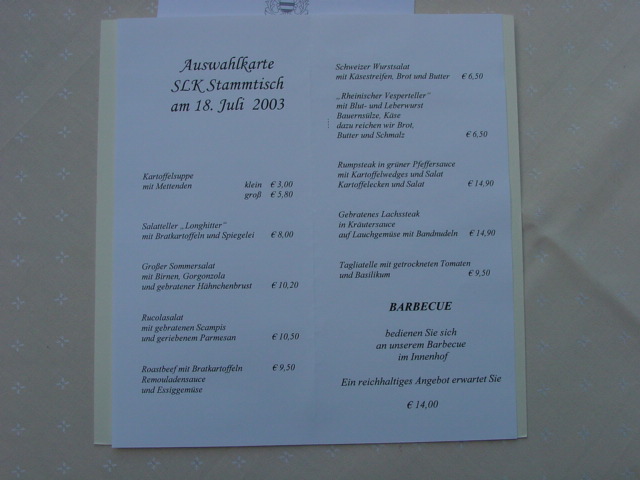 Auswahlkarte
SLK Stammtisch
am 18. Juli 2003
Kartoffelsuppe
mit Mettenden klein € 3,00
groß € 5,80
Salatteller „Longhitter“
mit Bratkartoffeln und Spiegelei € 8,00
Großer Sommersalat
mit Birnen, Gorgonzola
und gebratener Hähnchenbrust € 10,20
Rucolasalat
mit gebratenen Scampis
und geriebenem Parmesan € 10,50
Roastbeef mit Bratkartoffeln € 9,50
Remouladensauce
und Essiggemüse
Schweizer Wurstsalat
mit Käsestreifen, Brot und Butter € 6,50
„Rheinischer Vesperteller“
mit Blut- und Leberwurst
Bauernsülze, Käse
dazu reichen wir Brot,
Butter und Schmalz € 6,50
Rumpsteak in grüner Pfeffersauce
mit Kartoffelwedges und Salat
Kartoffelecken und Salat € 14,90
Gebratenes Lachssteak
in Kräutersauce
auf Lauchgemüse mit Bandnudeln € 14,90
Tagliatelle mit getrockneten Tomaten
und Basilikum € 9,50
BARBECUE
bedienen Sie sich
an unserem Barbecue
im Innenhof
Ein reichhaltiges Angebot erwartet Sie
€ 14,00